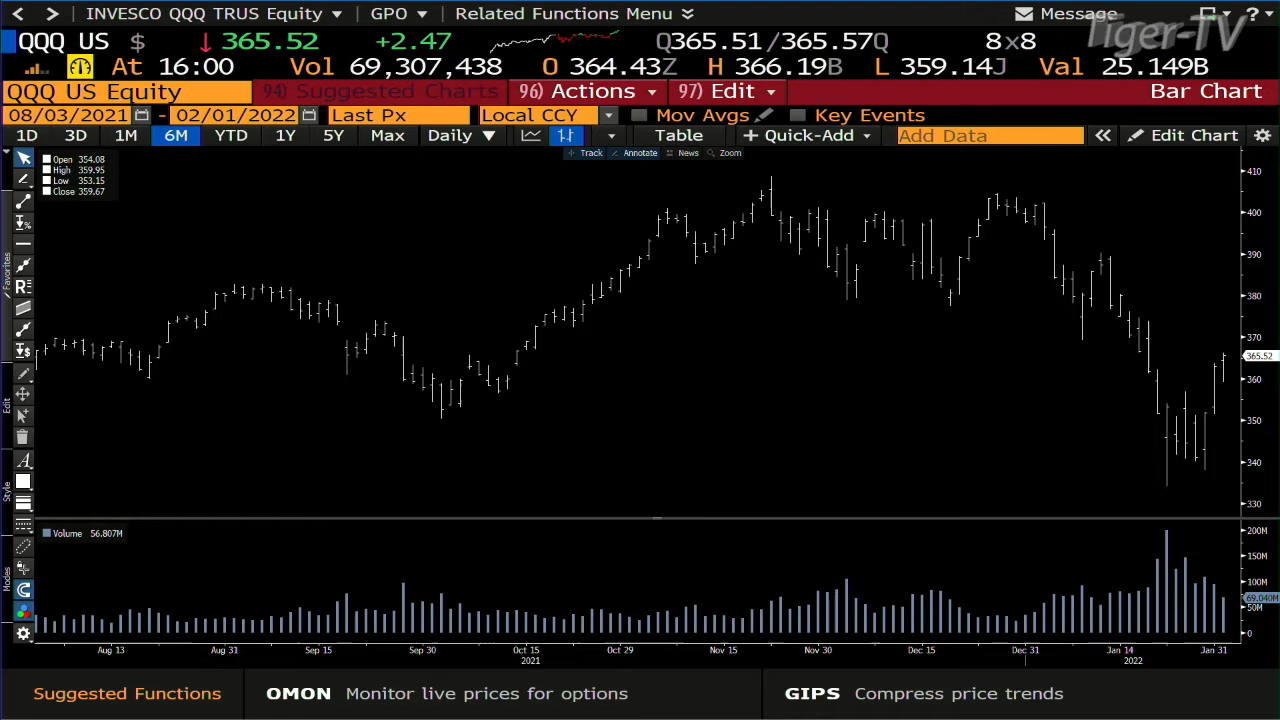 < > INVESCO QQQ TRUS Equity ▼ GPO ▼ Related Functions Menu Message ? ▼
Tiger-TV
QQQ US $ ↓ 365.52 +2.47 Q365.51/365.57Q 8x8
At 16:00 Vol 69,307,438 O 364.43Z H 366.19B L 359.14J Val 25.149B
QQQ US Equity 94) Suggested Charts 96) Actions ▼ 97) Edit ▼ Bar Chart
08/03/2021 - 02/01/2022 Last Px Local CCY Mov Avgs Key Events
1D 3D 1M 6M YTD 1Y 5Y Max Daily ▼ Table + Quick-Add Add Data « Edit Chart
Track Annotate News Zoom
Open 354.08
High 359.95
Low 353.15
Close 359.67
410
400
390
380
370
365.52
360
350
340
330
Favorites
Edit
Style
Modes
Volume 56.807M
200M
150M
100M
69.040M
50M
0
Aug 13 Aug 31 Sep 15 Sep 30 Oct 15 Oct 29 Nov 15 Nov 30 Dec 15 Dec 31 Jan 14 Jan 31
2021 2022
Suggested Functions OMON Monitor live prices for options GIPS Compress price trends